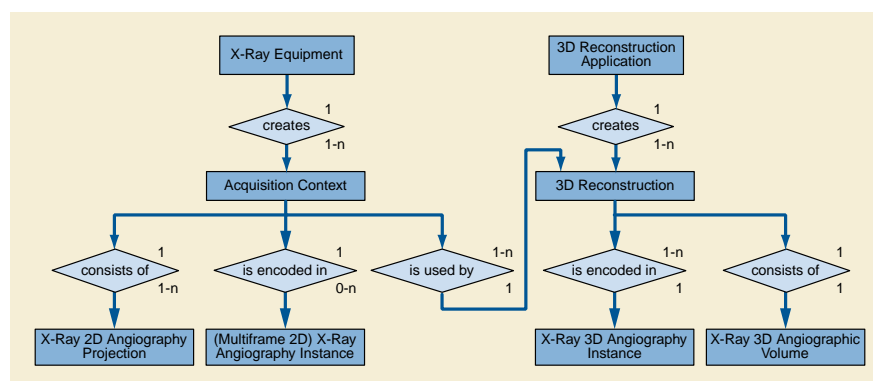 X-Ray Equipment
3D Reconstruction
Application
1
creates
1-n
1
creates
1-n
Acquisition Context
3D Reconstruction
1
consists of
1-n
1
is encoded in
0-n
1-n
is used by
1
1-n
is encoded in
1
1
consists of
1
X-Ray 2D Angiography
Projection
(Multiframe 2D) X-Ray
Angiography Instance
X-Ray 3D Angiography
Instance
X-Ray 3D Angiographic
Volume